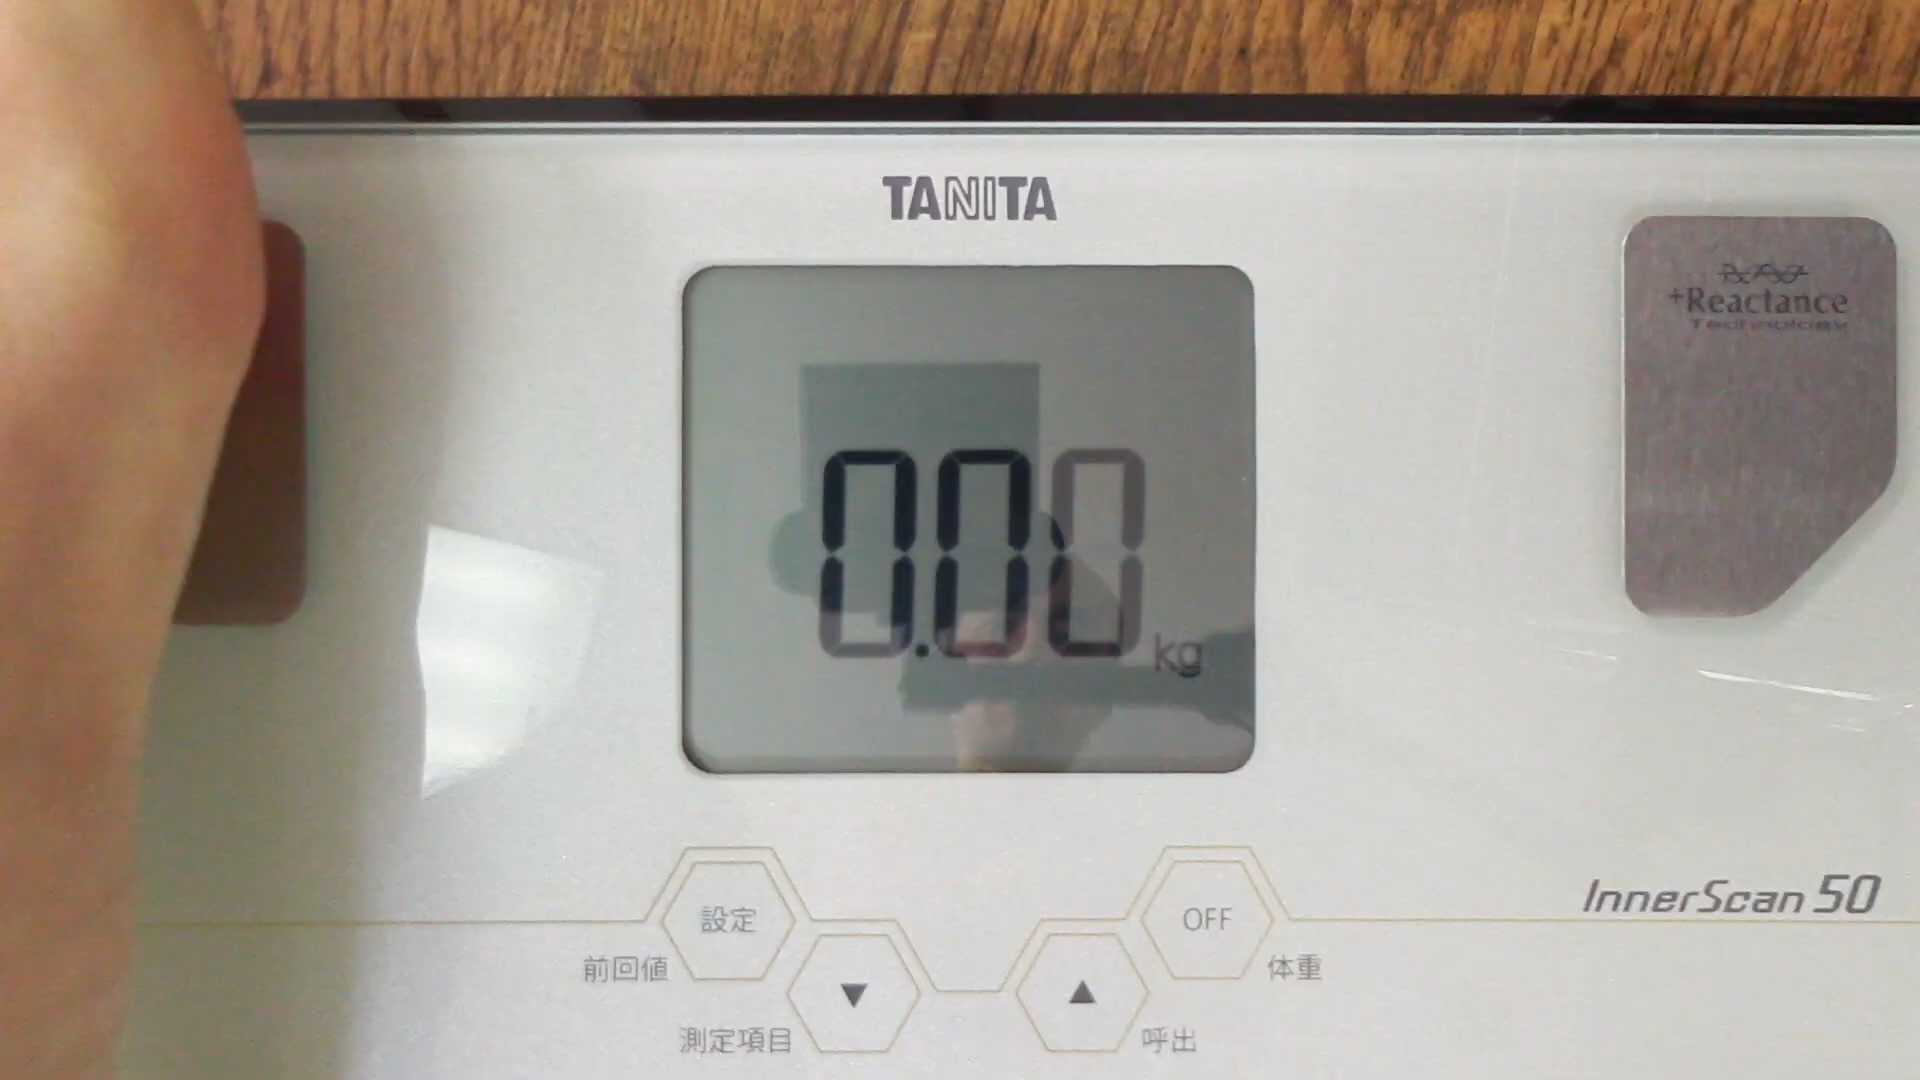 TANITA
+Reactance
Technology
0.00 kg
InnerScan 50
設定
OFF
前回値
体重
▼
▲
測定項目
呼出